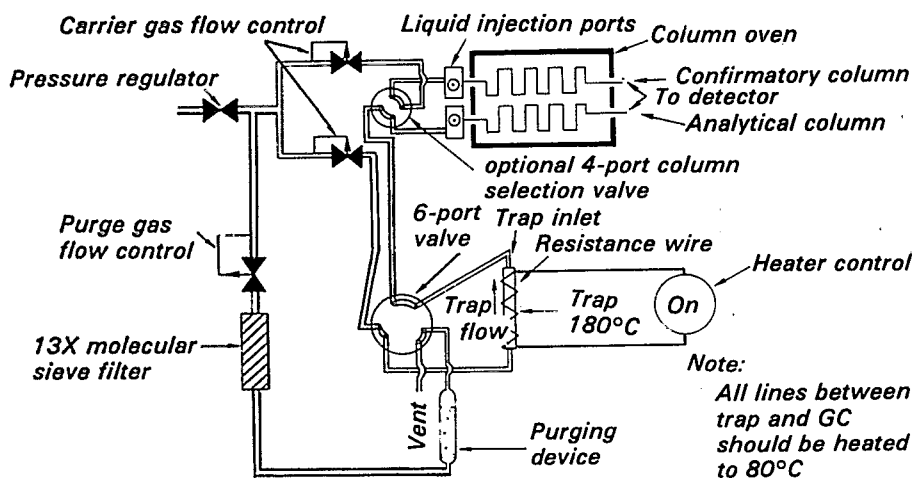 Carrier gas flow control
Liquid injection ports
Column oven
Pressure regulator
Confirmatory column
To detector
Analytical column
optional 4-port column
selection valve
Purge gas
flow control
6-port
valve
Trap inlet
Resistance wire
Heater control
Trap
flow
Trap
180°C
On
13X molecular
sieve filter
Note:
All lines between
trap and GC
should be heated
to 80°C
Vent
Purging
device